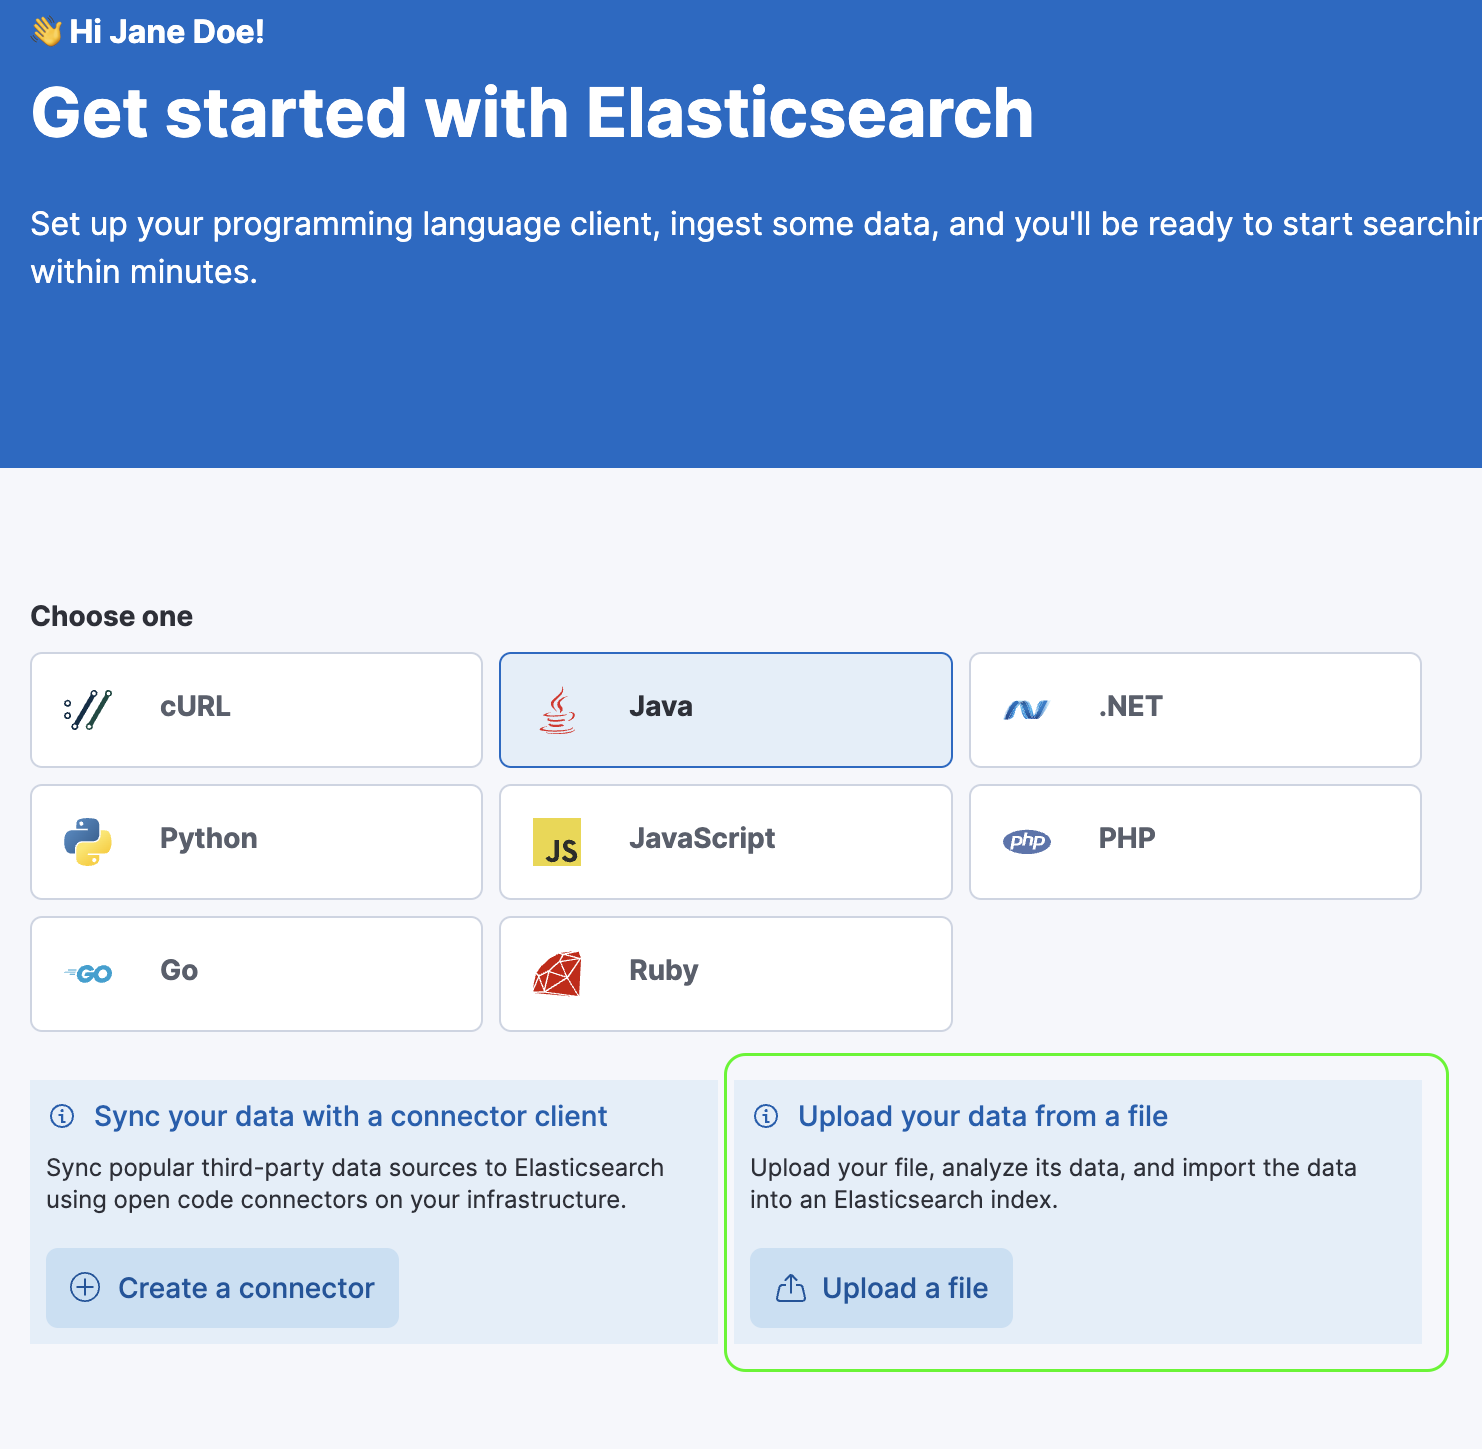 👋 Hi Jane Doe!
Get started with Elasticsearch
Set up your programming language client, ingest some data, and you'll be ready to start
within minutes.
Choose one
cURL
Java
.NET
Python
JS
JavaScript
php
PHP
GO
Go
Ruby
Sync your data with a connector client
Sync popular third-party data sources to Elasticsearch
using open code connectors on your infrastructure.
Create a connector
Upload your data from a file
Upload your file, analyze its data, and import the data
into an Elasticsearch index.
Upload a file